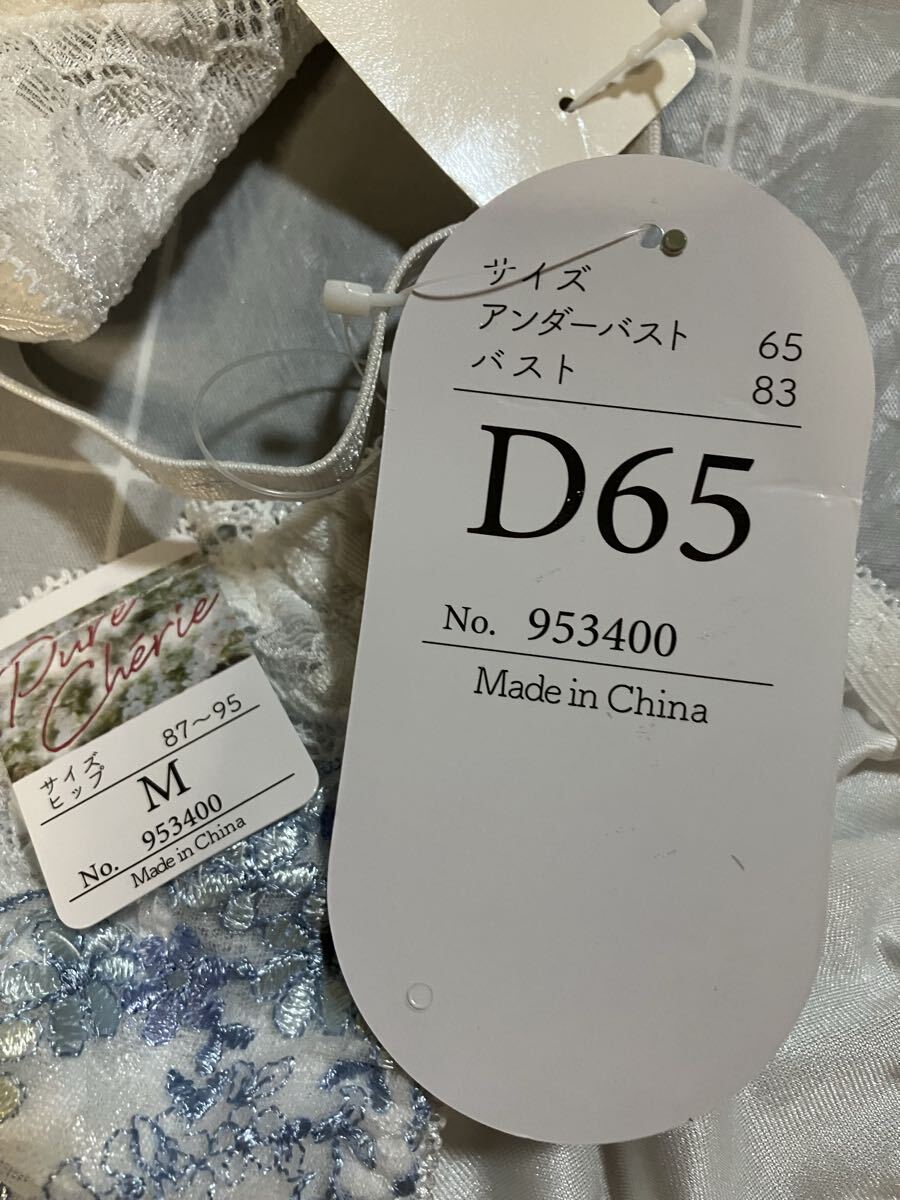 サイズ
アンダーバスト 65
バスト 83
D65
No. 953400
Made in China
Pure
Cherie
サイズ
ヒップ 87～95
M
No. 953400
Made in China